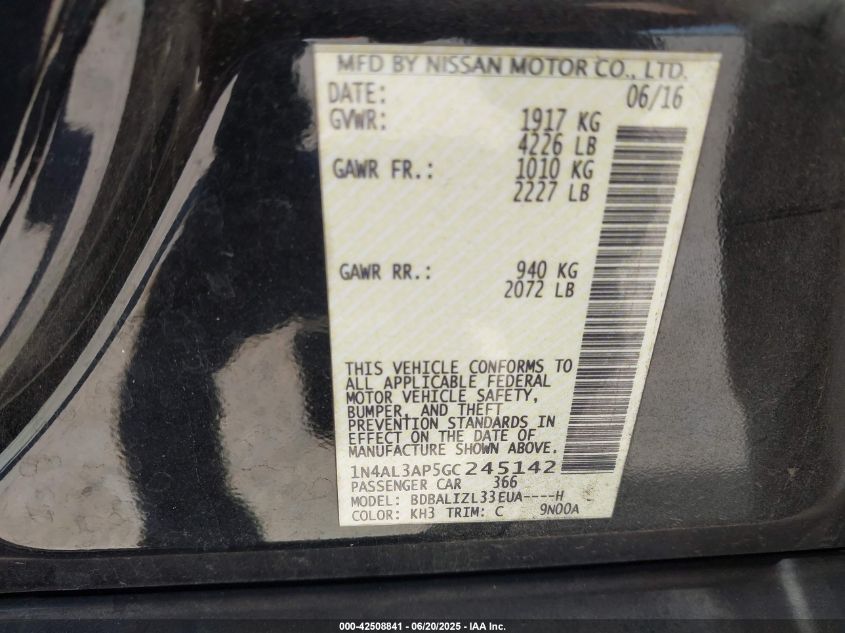 MFD BY NISSAN MOTOR CO., LTD.
DATE: 06/16
GVWR: 1917 KG
4226 LB
GAWR FR.: 1010 KG
2227 LB
GAWR RR.: 940 KG
2072 LB
THIS VEHICLE CONFORMS TO
ALL APPLICABLE FEDERAL
MOTOR VEHICLE SAFETY,
BUMPER, AND THEFT
PREVENTION STANDARDS IN
EFFECT ON THE DATE OF
MANUFACTURE SHOWN ABOVE.
1N4AL3AP5GC245142
PASSENGER CAR 366
MODEL: BDBALIZL33EUA----H
COLOR: KH3 TRIM: C 9N00A
000-42508841 - 06/20/2025 - IAA Inc.